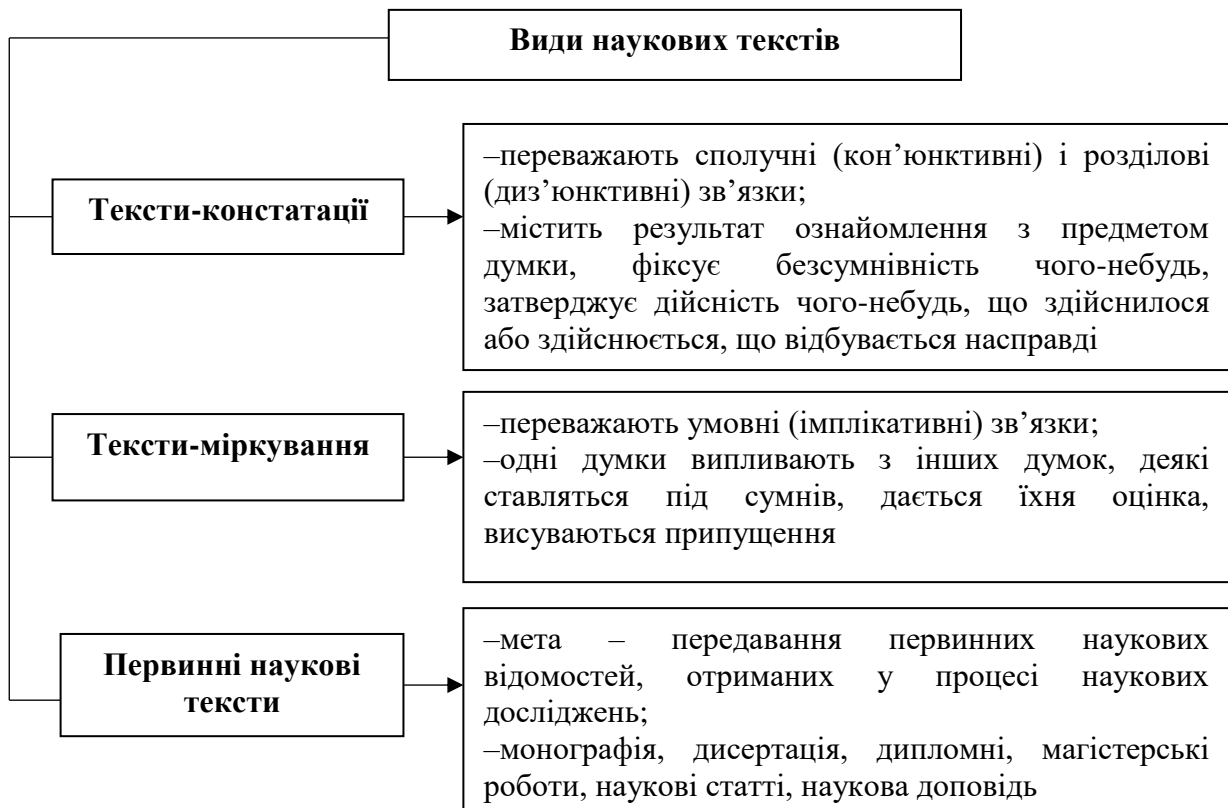 Види наукових текстів
Тексти-констатації
–переважають сполучні (кон’юнктивні) і розділові
(диз’юнктивні) зв’язки;
–містить результат ознайомлення з предметом
думки, фіксує безсумнівність чого-небудь,
затверджує дійсність чого-небудь, що здійснилося
або здійснюється, що відбувається насправді
Тексти-міркування
–переважають умовні (імплікативні) зв’язки;
–одні думки випливають з інших думок, деякі
ставляться під сумнів, дається їхня оцінка,
висуваються припущення
Первинні наукові
тексти
–мета – передавання первинних наукових
відомостей, отриманих у процесі наукових
досліджень;
–монографія, дисертація, дипломні, магістерські
роботи, наукові статті, наукова доповідь